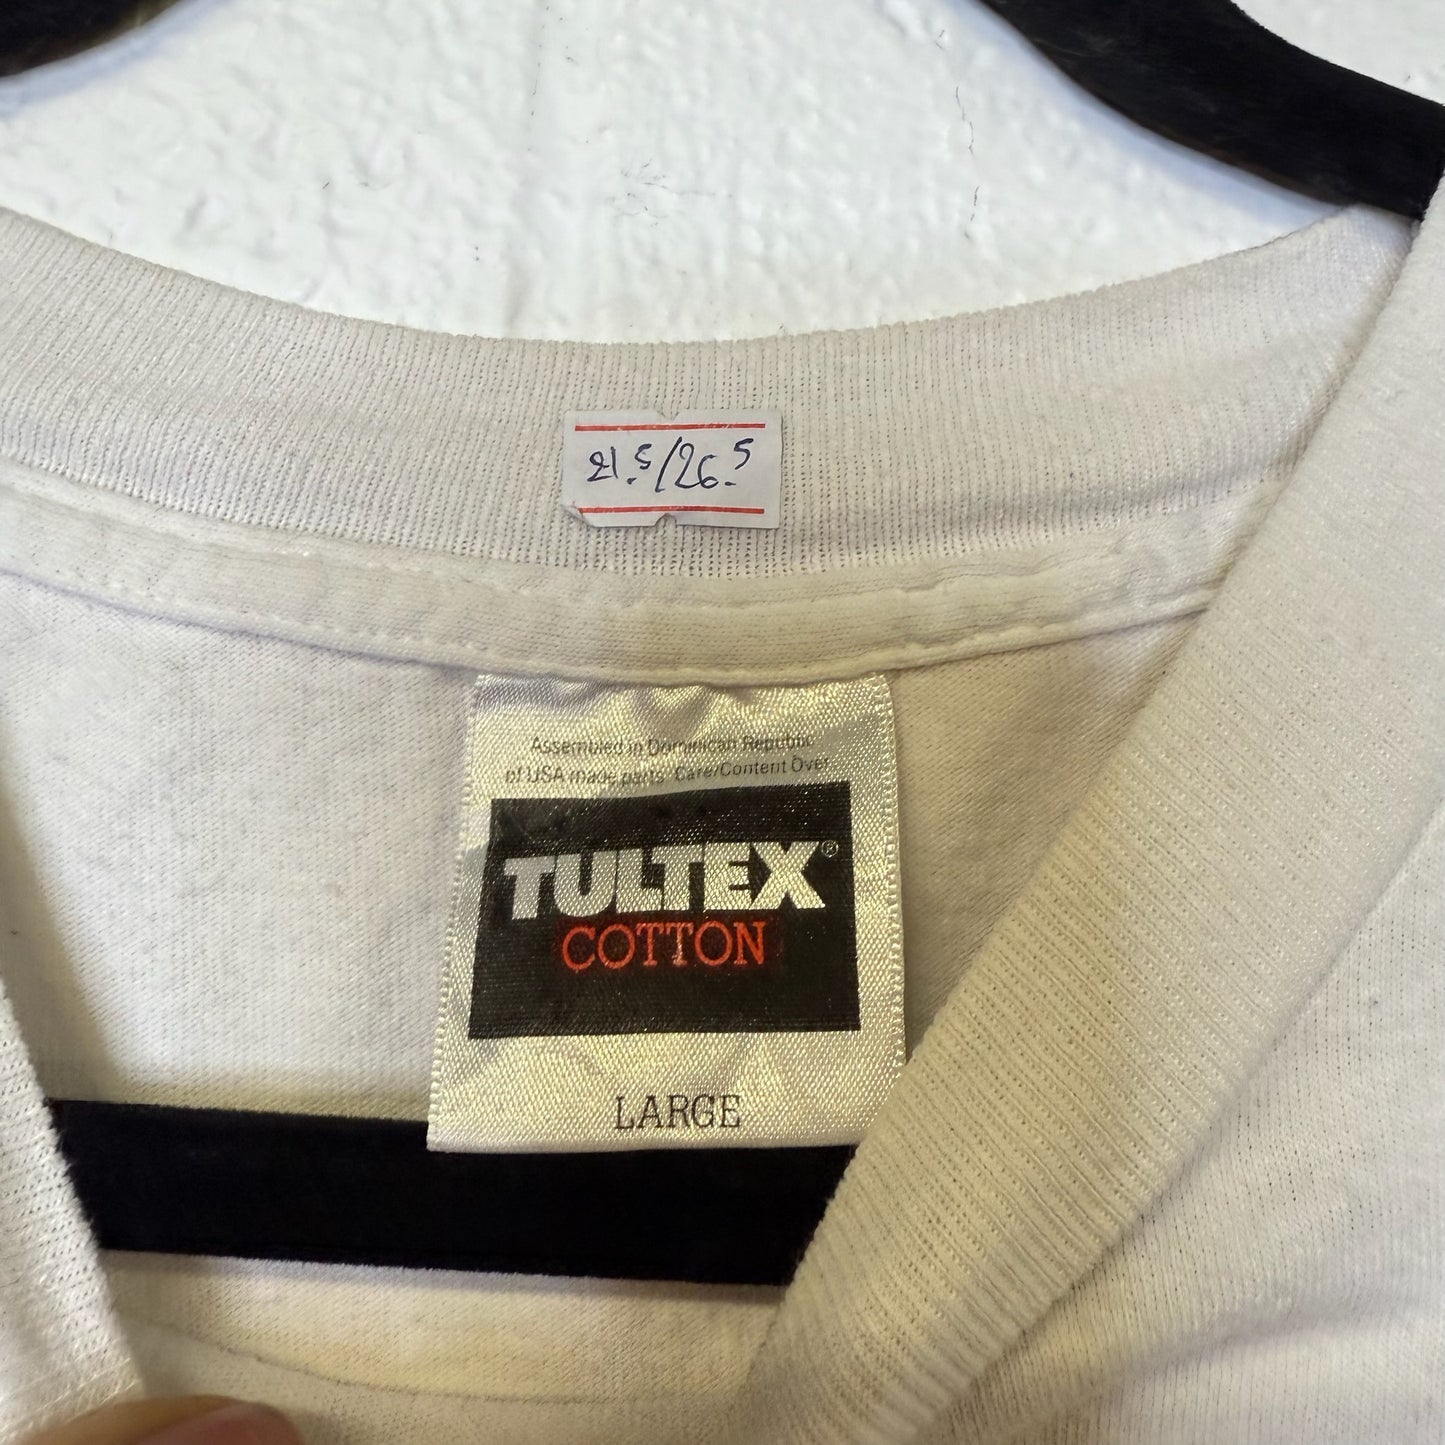 21.5/26.5
Assembled in Dominican Republic
of USA made parts Care/Content Over
TULTEX®
COTTON
LARGE